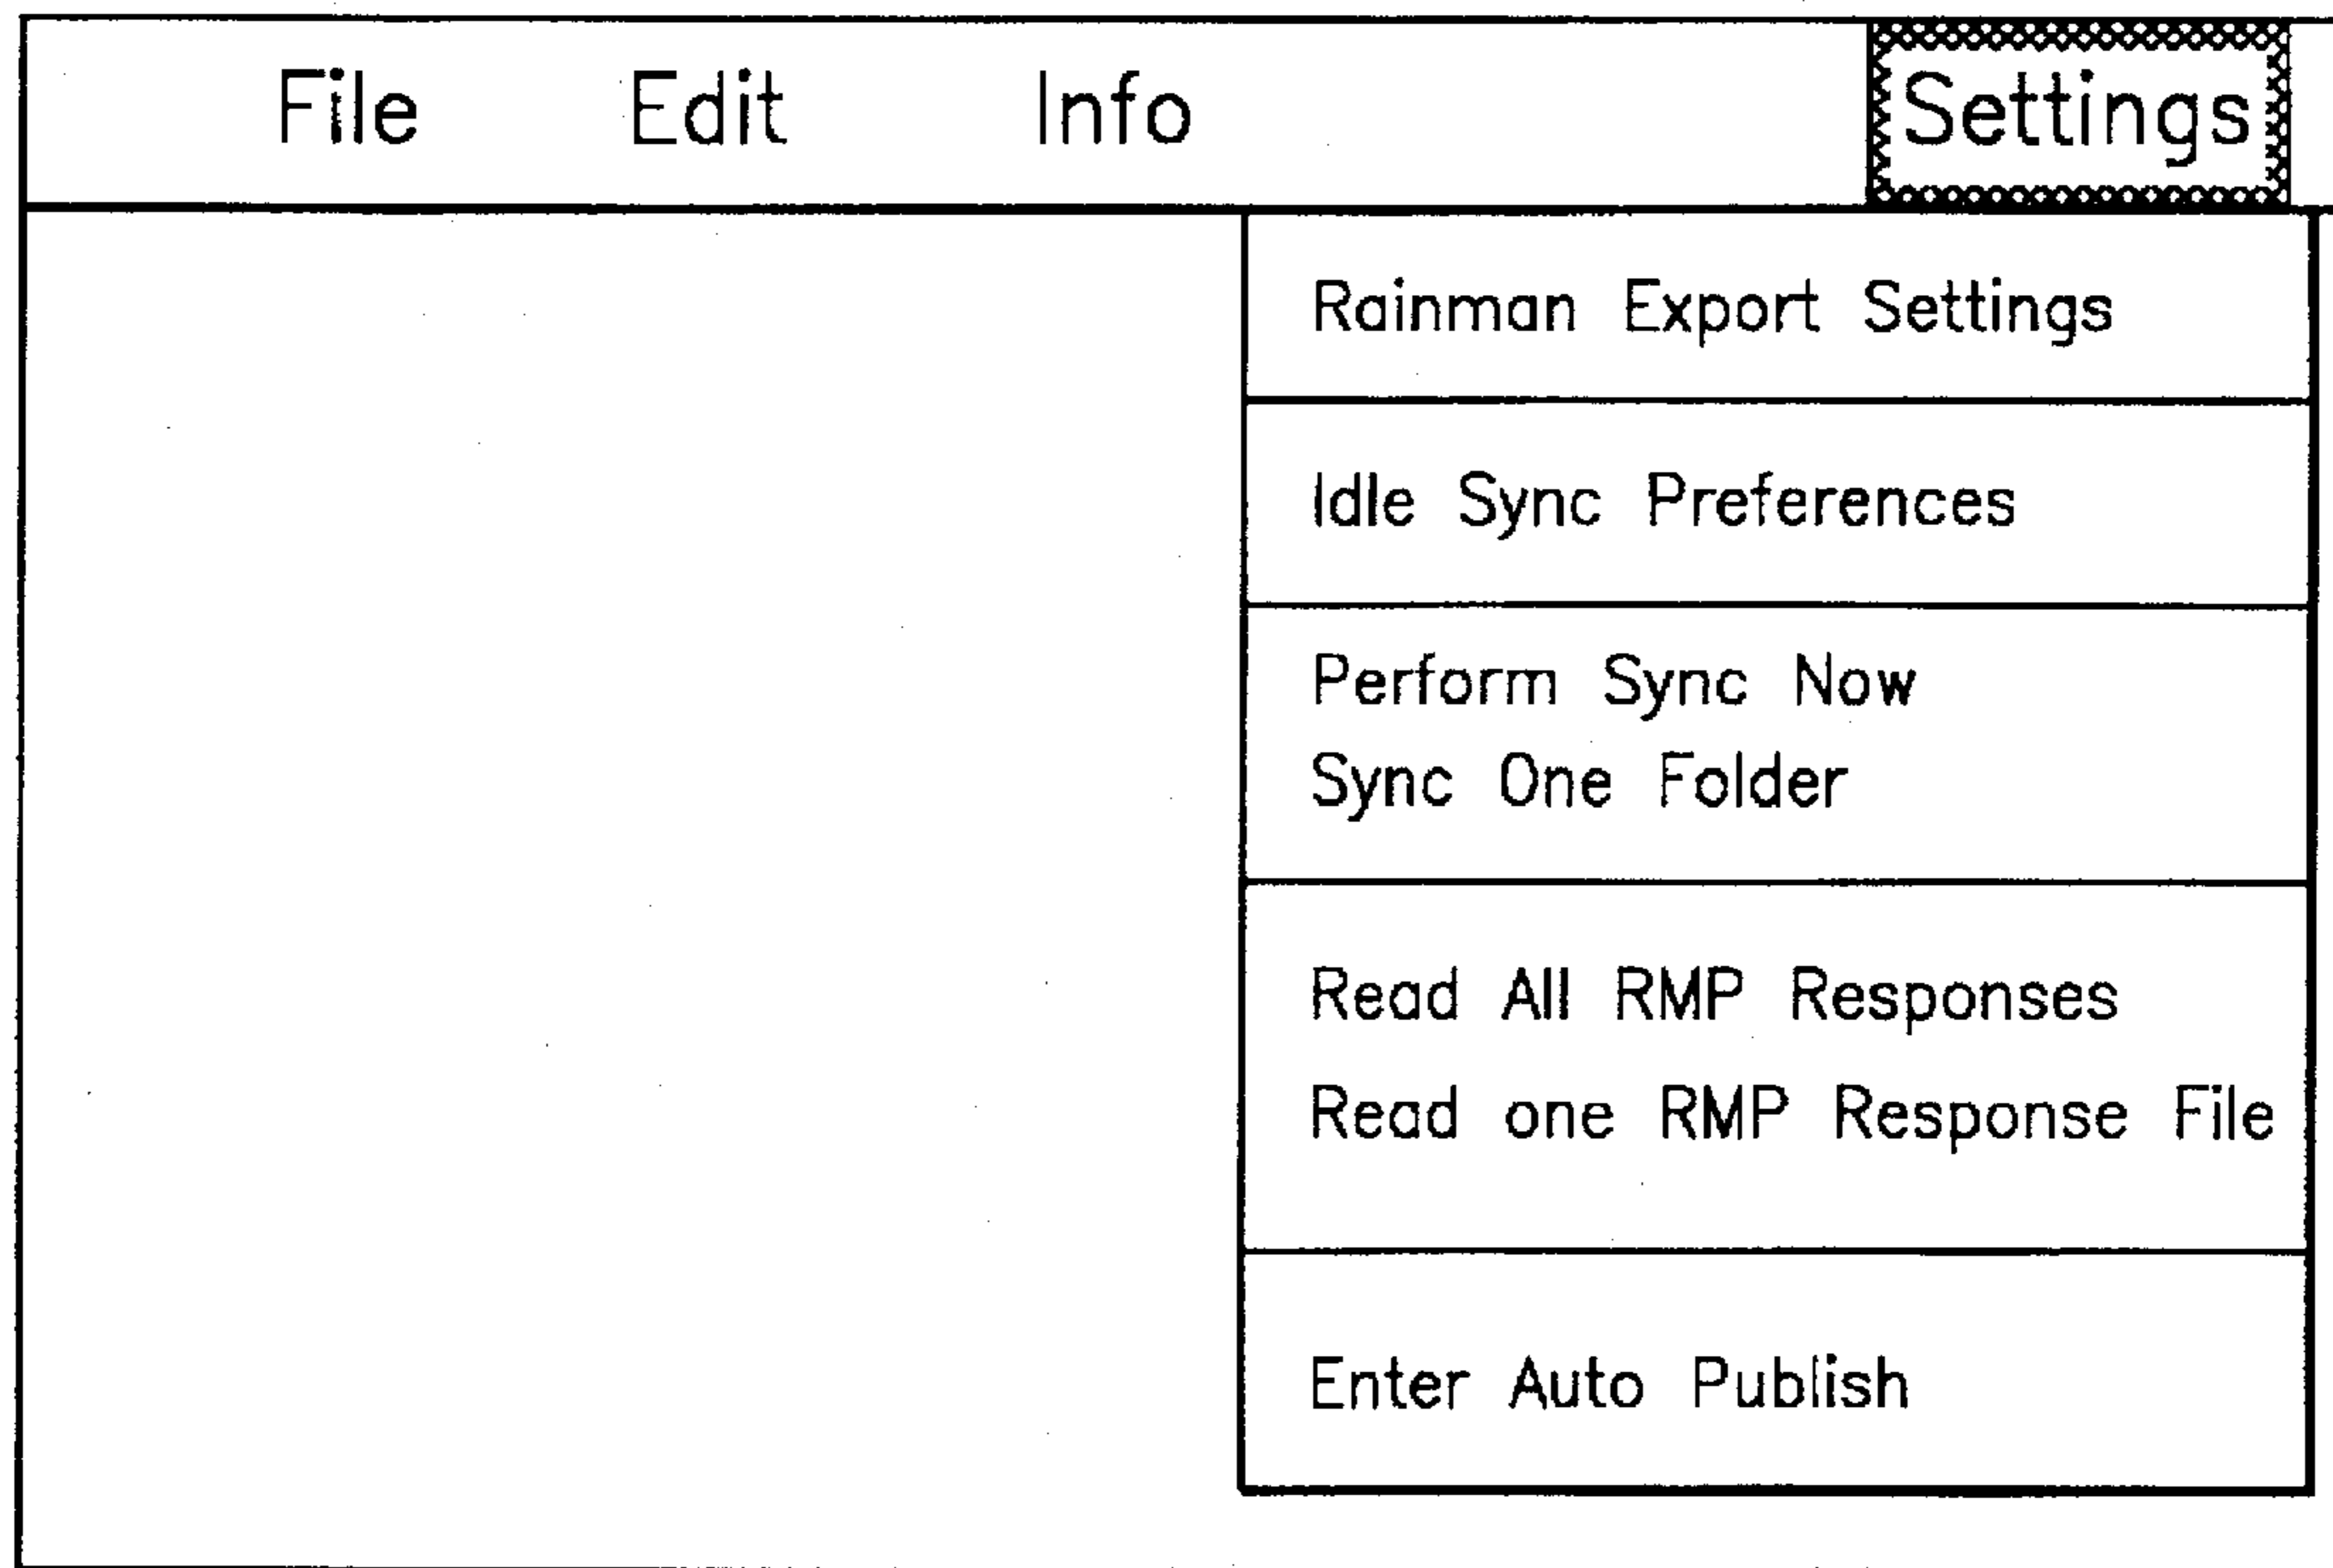 File Edit Info Settings
Rainman Export Settings
Idle Sync Preferences
Perform Sync Now
Sync One Folder
Read All RMP Responses
Read one RMP Response File
Enter Auto Publish